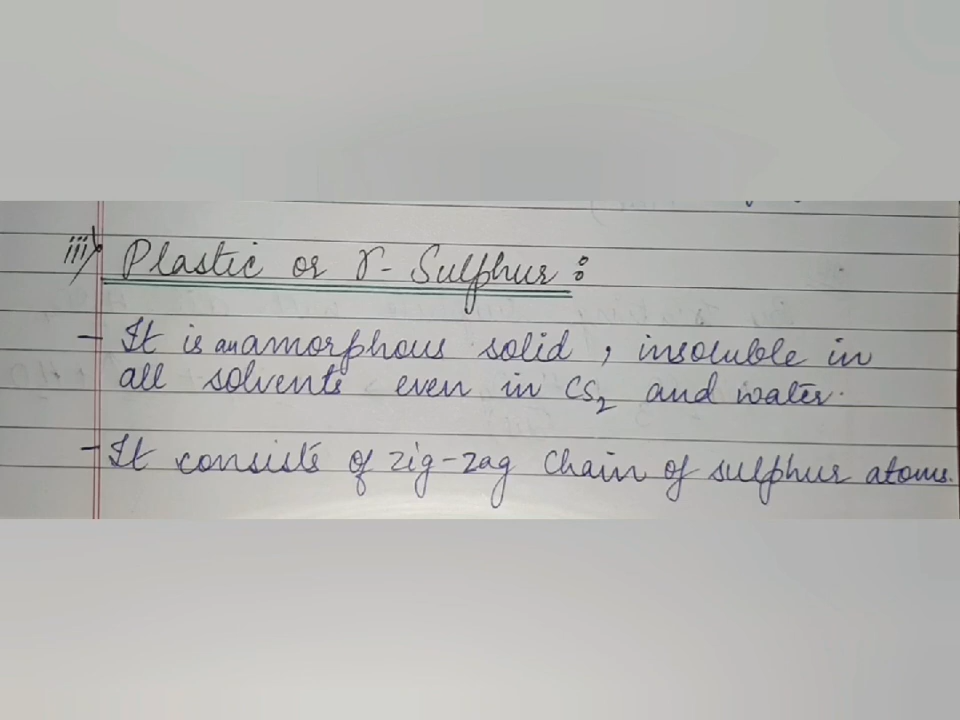 iii) Plastic or γ- Sulphur :
- It is an amorphous solid , insoluble in
all solvents even in CS₂ and water.
- It consists of zig-zag chain of sulphur atoms.